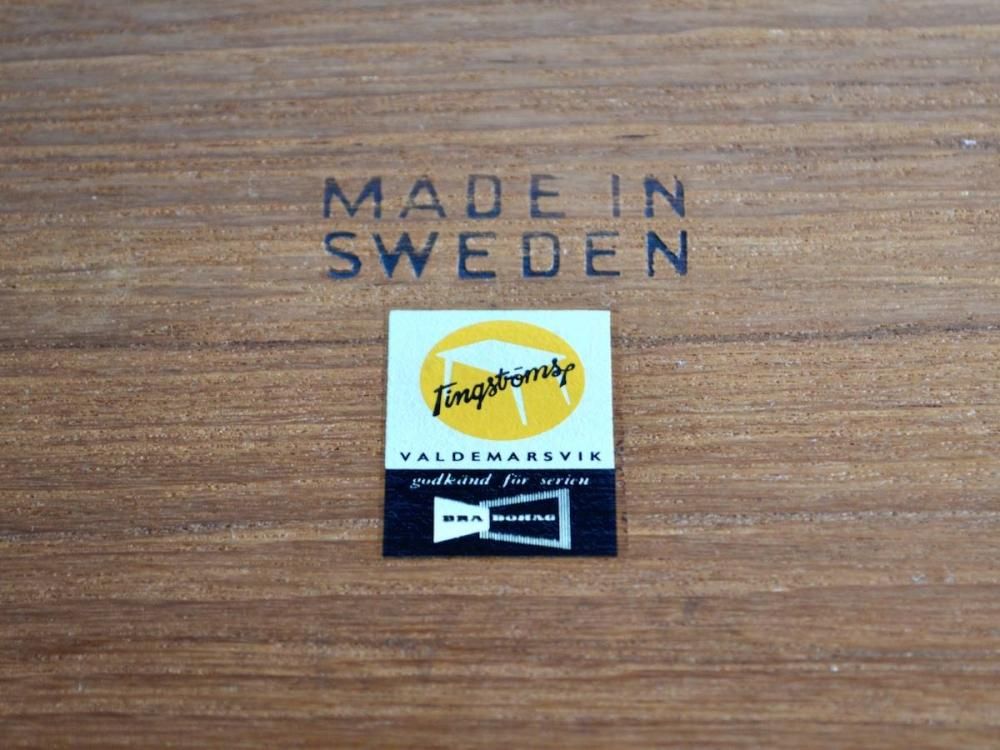 MADE IN
SWEDEN
Tingströms
VALDEMARSVIK
godkänd för serien
BRA BOHAG